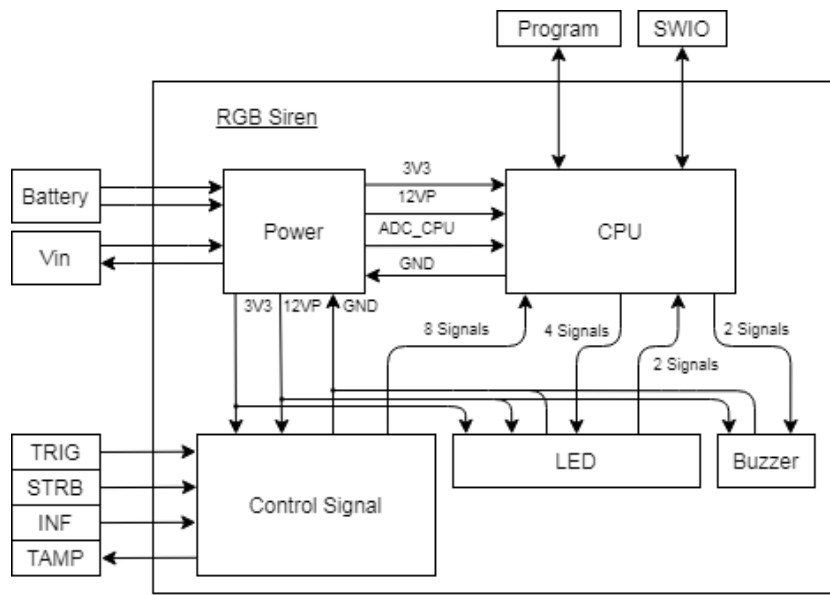 Program
SWIO
RGB Siren
Battery
Vin
Power
3V3
12VP
ADC_CPU
GND
CPU
3V3
12VP
GND
8 Signals
4 Signals
2 Signals
2 Signals
TRIG
STRB
INF
TAMP
Control Signal
LED
Buzzer